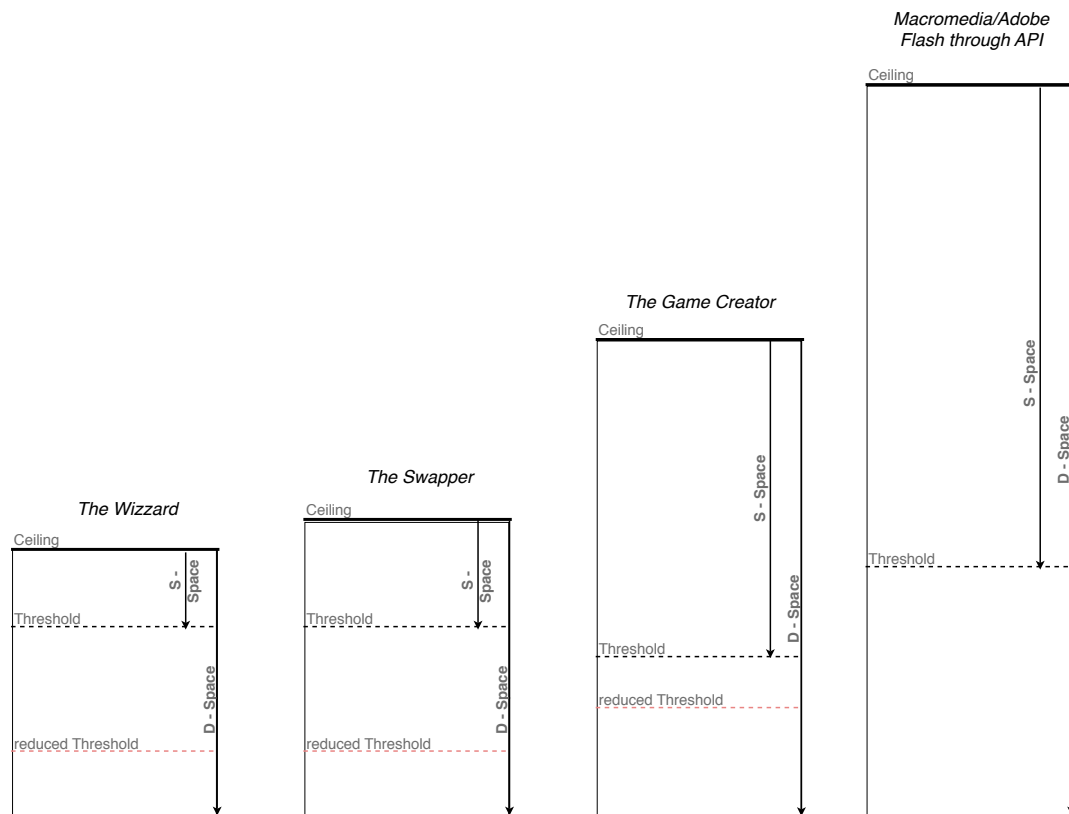 Macromedia/Adobe
Flash through API
Ceiling
S - Space
D - Space
Threshold
The Game Creator
Ceiling
S - Space
D - Space
Threshold
reduced Threshold
The Swapper
Ceiling
S -
Space
Threshold
D - Space
reduced Threshold
The Wizzard
Ceiling
S -
Space
Threshold
D - Space
reduced Threshold